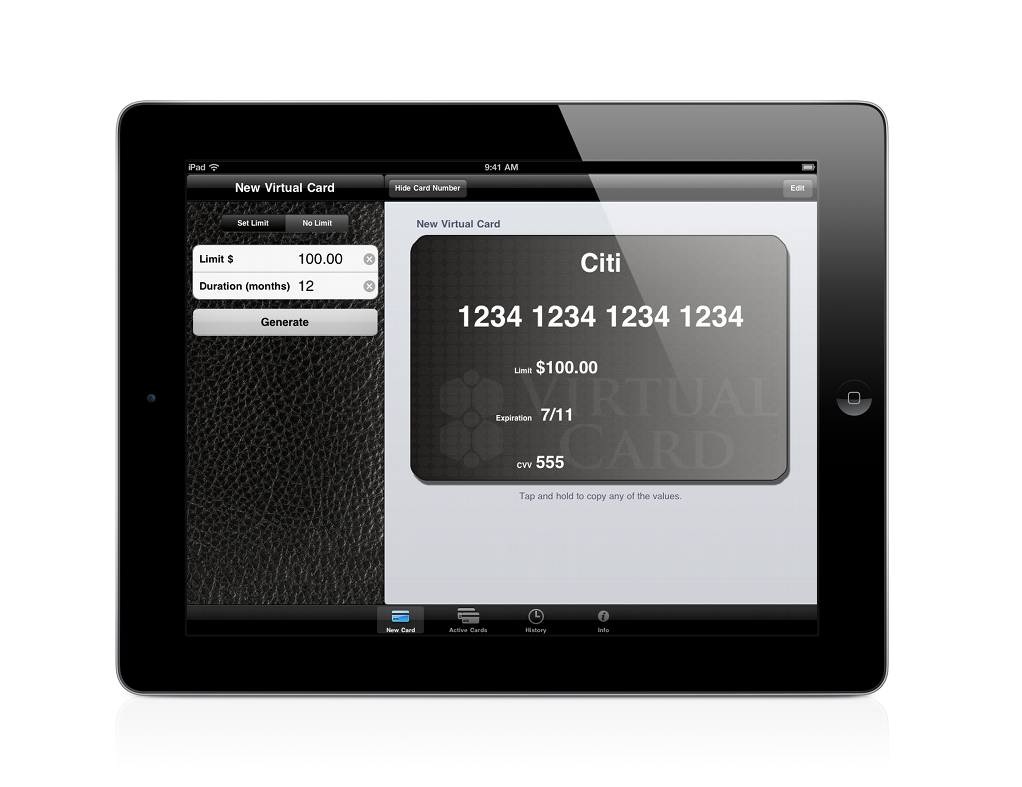 iPad 9:41 AM
New Virtual Card
Hide Card Number
Edit
Set Limit No Limit
Limit $ 100.00
Duration (months) 12
Generate
New Virtual Card
Citi
1234 1234 1234 1234
Limit $100.00
Expiration 7/11
CVV 555
VIRTUAL
CARD
Tap and hold to copy any of the values.
New Card Active Cards History Info